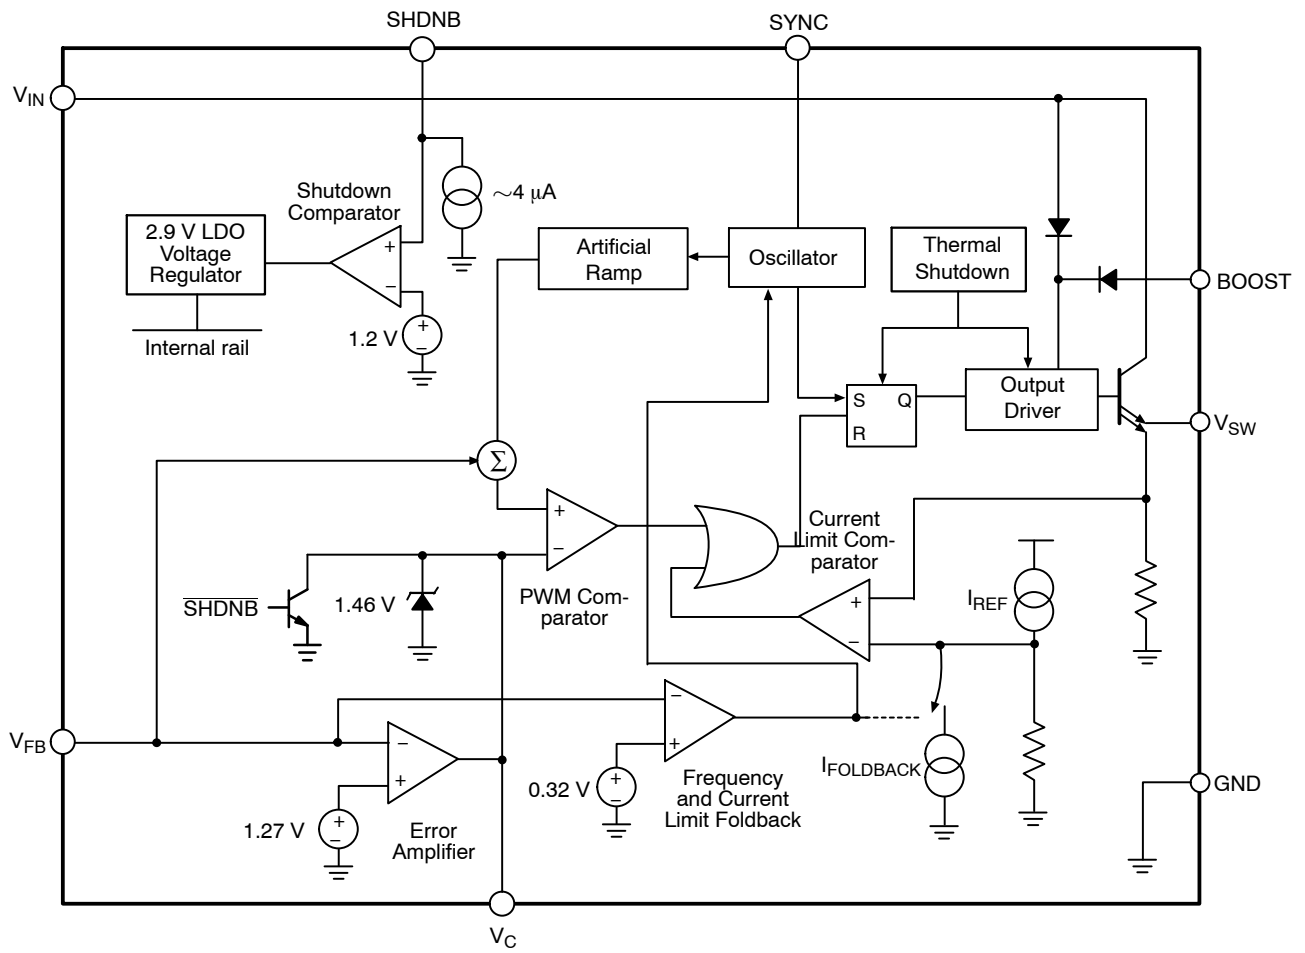 SHDNB
SYNC
VIN
Shutdown
Comparator
~4 μA
2.9 V LDO
Voltage
Regulator
+
−
1.2 V
+
−
Internal rail
Artificial
Ramp
Oscillator
Thermal
Shutdown
BOOST
S Q
R
Output
Driver
VSW
Σ
+
−
PWM Com-
parator
Current
Limit Com-
parator
+
−
IREF
SHDNB
1.46 V
VFB
−
+
1.27 V
+
−
Error
Amplifier
−
+
0.32 V
+
−
Frequency
and Current
Limit Foldback
IFOLDBACK
GND
VC